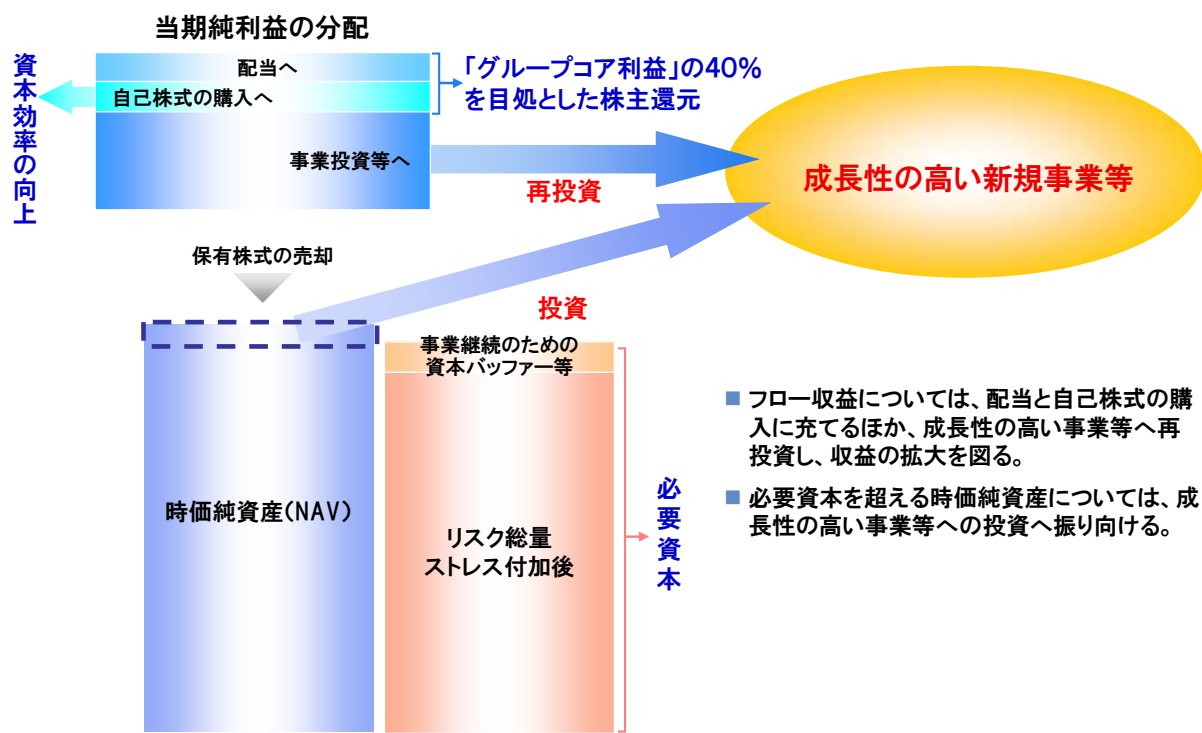 当期純利益の分配
資本効率の向上
配当へ
自己株式の購入へ
事業投資等へ
「グループコア利益」の40%
を目処とした株主還元
再投資
成長性の高い新規事業等
保有株式の売却
投資
時価純資産(NAV)
事業継続のための
資本バッファー等
リスク総量
ストレス付加後
必要資本
■ フロー収益については、配当と自己株式の購
入に充てるほか、成長性の高い事業等へ再
投資し、収益の拡大を図る。
■ 必要資本を超える時価純資産については、成
長性の高い事業等への投資へ振り向ける。